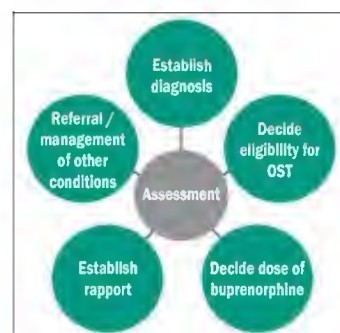 Establish
diagnosis
Decide
eligibility for
OST
Decide dose of
buprenorphine
Establish
rapport
Referral /
management
of other
conditions
Assessment